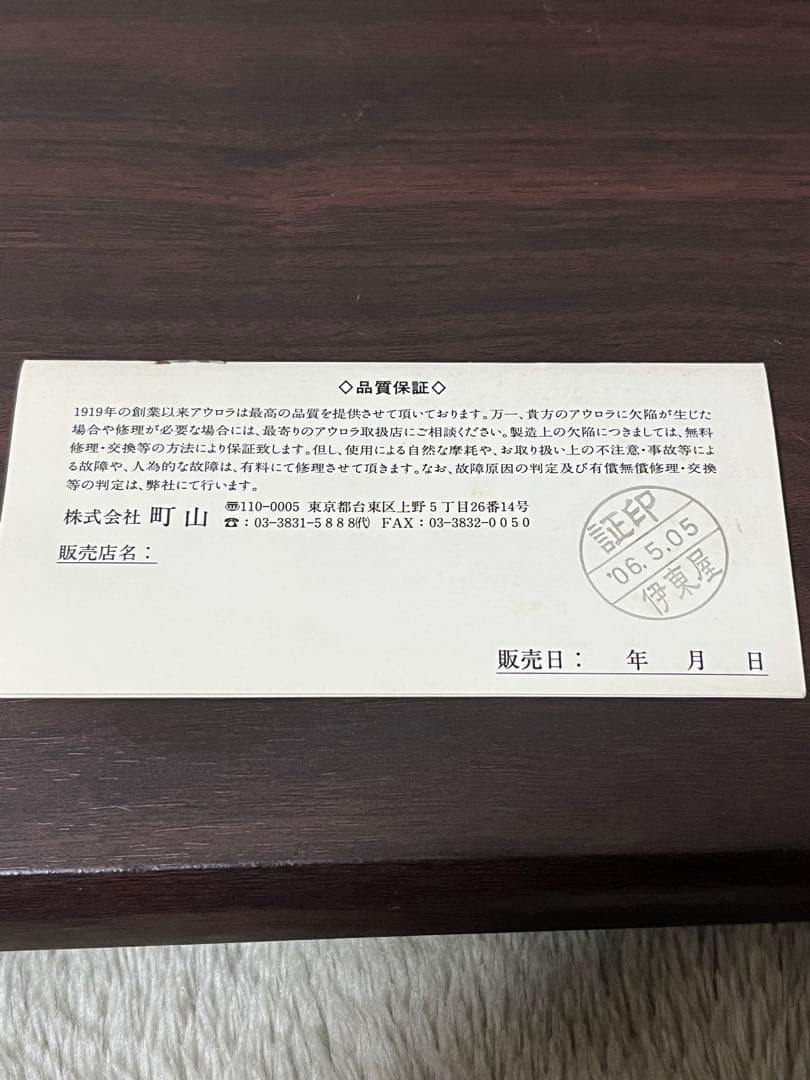 ◇品質保証◇
1919年の創業以来アウロラは最高の品質を提供させて頂いております。万一、貴方のアウロラに欠陥が生じた
場合や修理が必要な場合には、最寄りのアウロラ取扱店にご相談ください。製造上の欠陥につきましては、無料
修理・交換等の方法により保証致します。但し、使用による自然な摩耗や、お取り扱い上の不注意・事故等によ
る故障や、人為的な故障は、有料にて修理させて頂きます。なお、故障原因の判定及び有償無償修理・交換
等の判定は、弊社にて行います。
株式会社 町山
〠110-0005 東京都台東区上野5丁目26番14号
☎:03-3831-5888㈹ FAX:03-3832-0050
販売店名:
証印
'06.5.05
伊東屋
販売日: 年 月 日